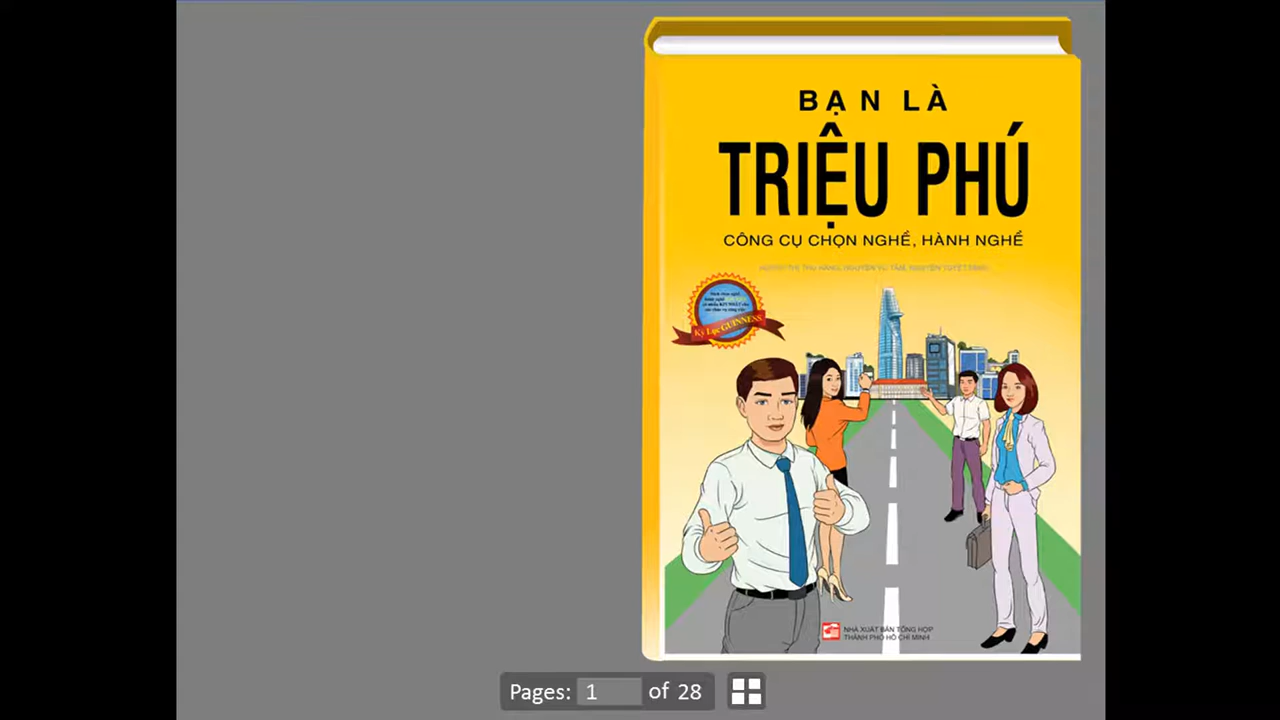 BẠN LÀ
TRIỆU PHÚ
CÔNG CỤ CHỌN NGHỀ, HÀNH NGHỀ
Kỷ Lục GUINNESS
NHÀ XUẤT BẢN TỔNG HỢP
THÀNH PHỐ HỒ CHÍ MINH
Pages: 1 of 28